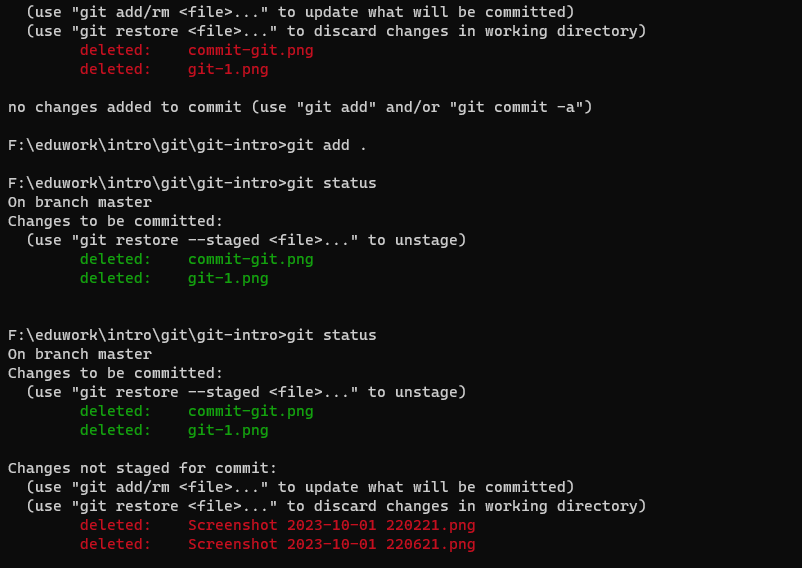 (use "git add/rm <file>..." to update what will be committed)
(use "git restore <file>..." to discard changes in working directory)
deleted: commit-git.png
deleted: git-1.png
no changes added to commit (use "git add" and/or "git commit -a")
F:\eduwork\intro\git\git-intro>git add .
F:\eduwork\intro\git\git-intro>git status
On branch master
Changes to be committed:
(use "git restore --staged <file>..." to unstage)
deleted: commit-git.png
deleted: git-1.png
F:\eduwork\intro\git\git-intro>git status
On branch master
Changes to be committed:
(use "git restore --staged <file>..." to unstage)
deleted: commit-git.png
deleted: git-1.png
Changes not staged for commit:
(use "git add/rm <file>..." to update what will be committed)
(use "git restore <file>..." to discard changes in working directory)
deleted: Screenshot 2023-10-01 220221.png
deleted: Screenshot 2023-10-01 220621.png